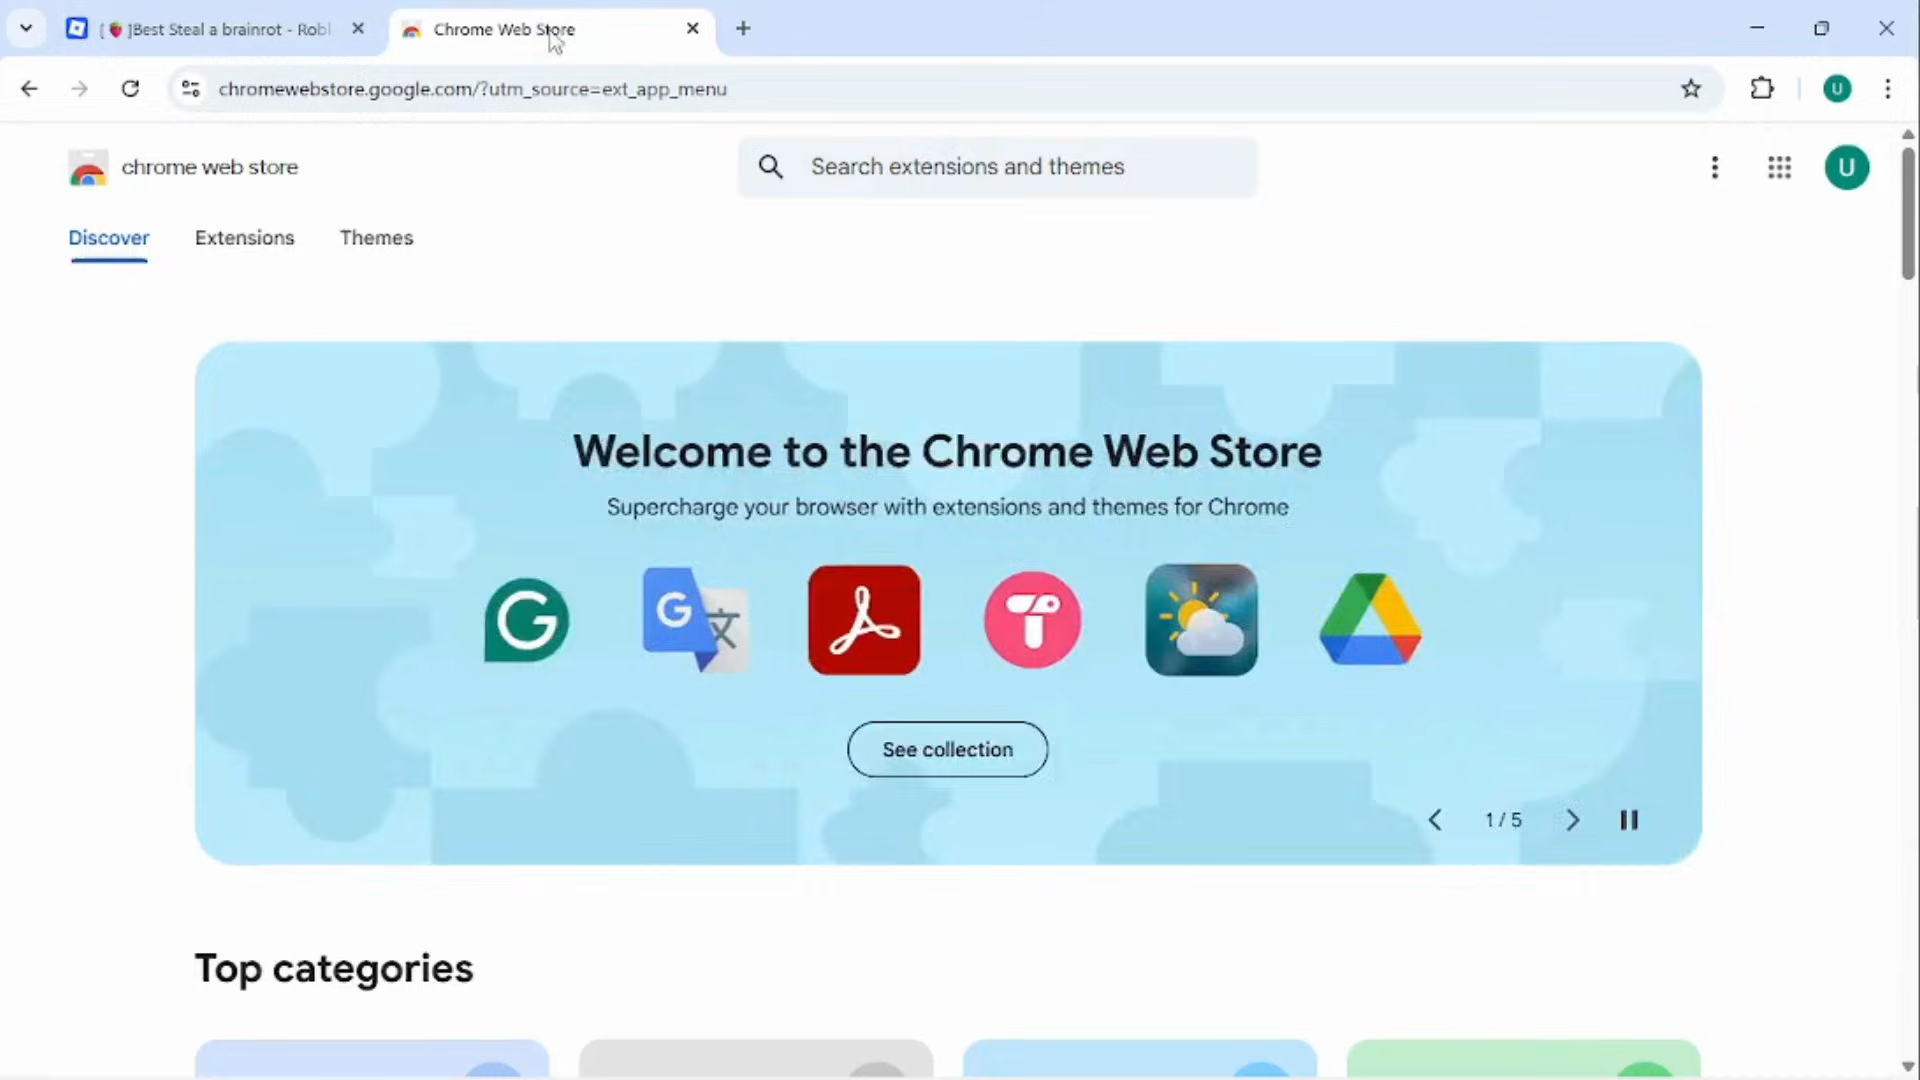 [🍓]Best Steal a brainrot - Robl
Chrome Web Store
chromewebstore.google.com/?utm_source=ext_app_menu
U
chrome web store
Search extensions and themes
U
Discover
Extensions
Themes
Welcome to the Chrome Web Store
Supercharge your browser with extensions and themes for Chrome
G
G 文
T
See collection
1 / 5
Top categories